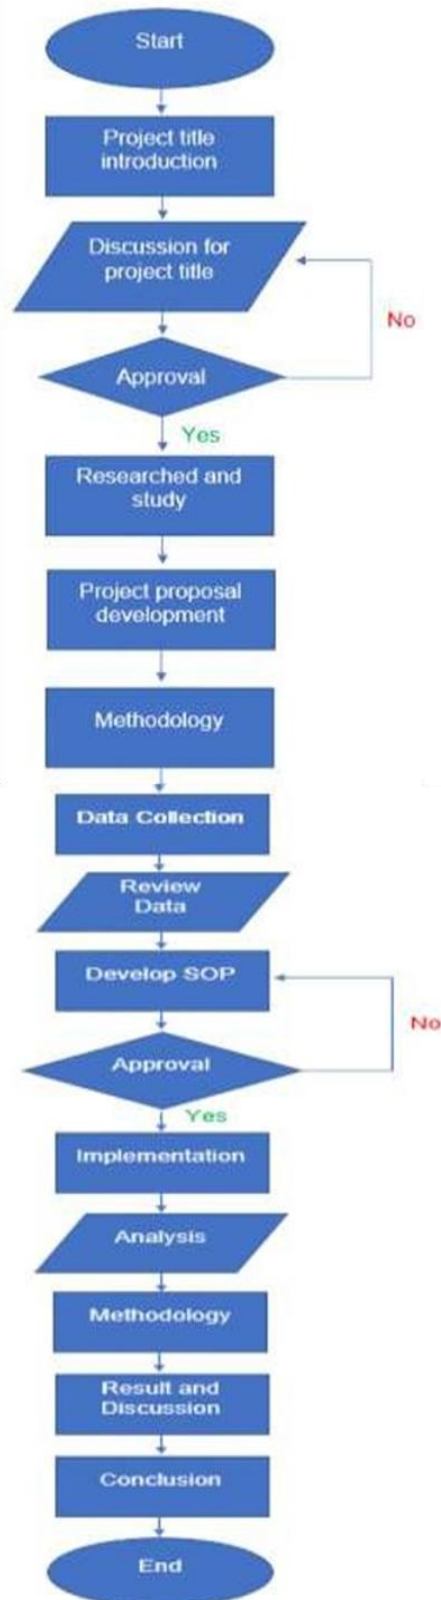 Start
Project title
introduction
Discussion for
project title
No
Approval
Yes
Researched and
study
Project proposal
development
Methodology
Data Collection
Review
Data
Develop SOP
No
Approval
Yes
Implementation
Analysis
Methodology
Result and
Discussion
Conclusion
End